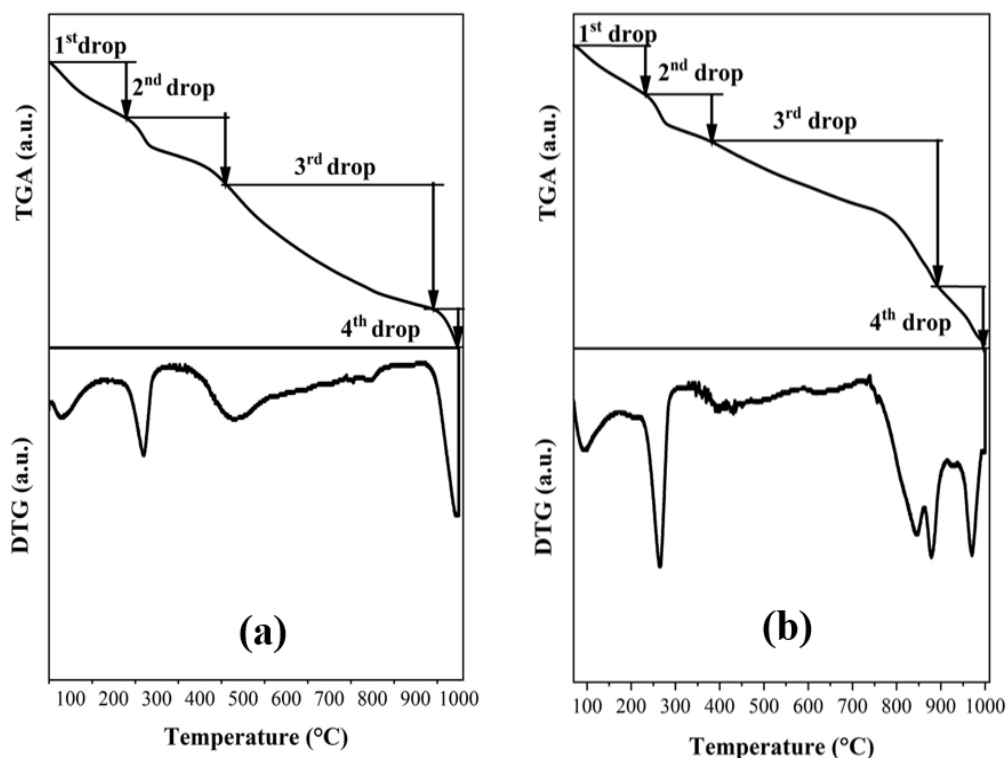 1st drop
2nd drop
3rd drop
4th drop
TGA (a.u.)
DTG (a.u.)
(a)
100 200 300 400 500 600 700 800 900 1000
Temperature (°C)
1st drop
2nd drop
3rd drop
4th drop
TGA (a.u.)
DTG (a.u.)
(b)
100 200 300 400 500 600 700 800 900 1000
Temperature (°C)